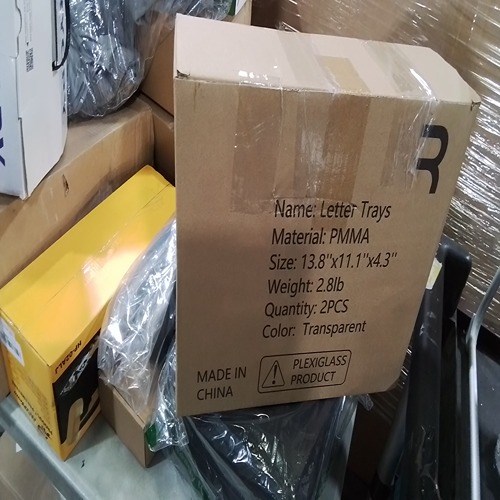 R
Name: Letter Trays
Material: PMMA
Size: 13.8"x11.1"x4.3"
Weight: 2.8lb
Quantity: 2PCS
Color: Transparent
MADE IN
CHINA
PLEXIGLASS
PRODUCT